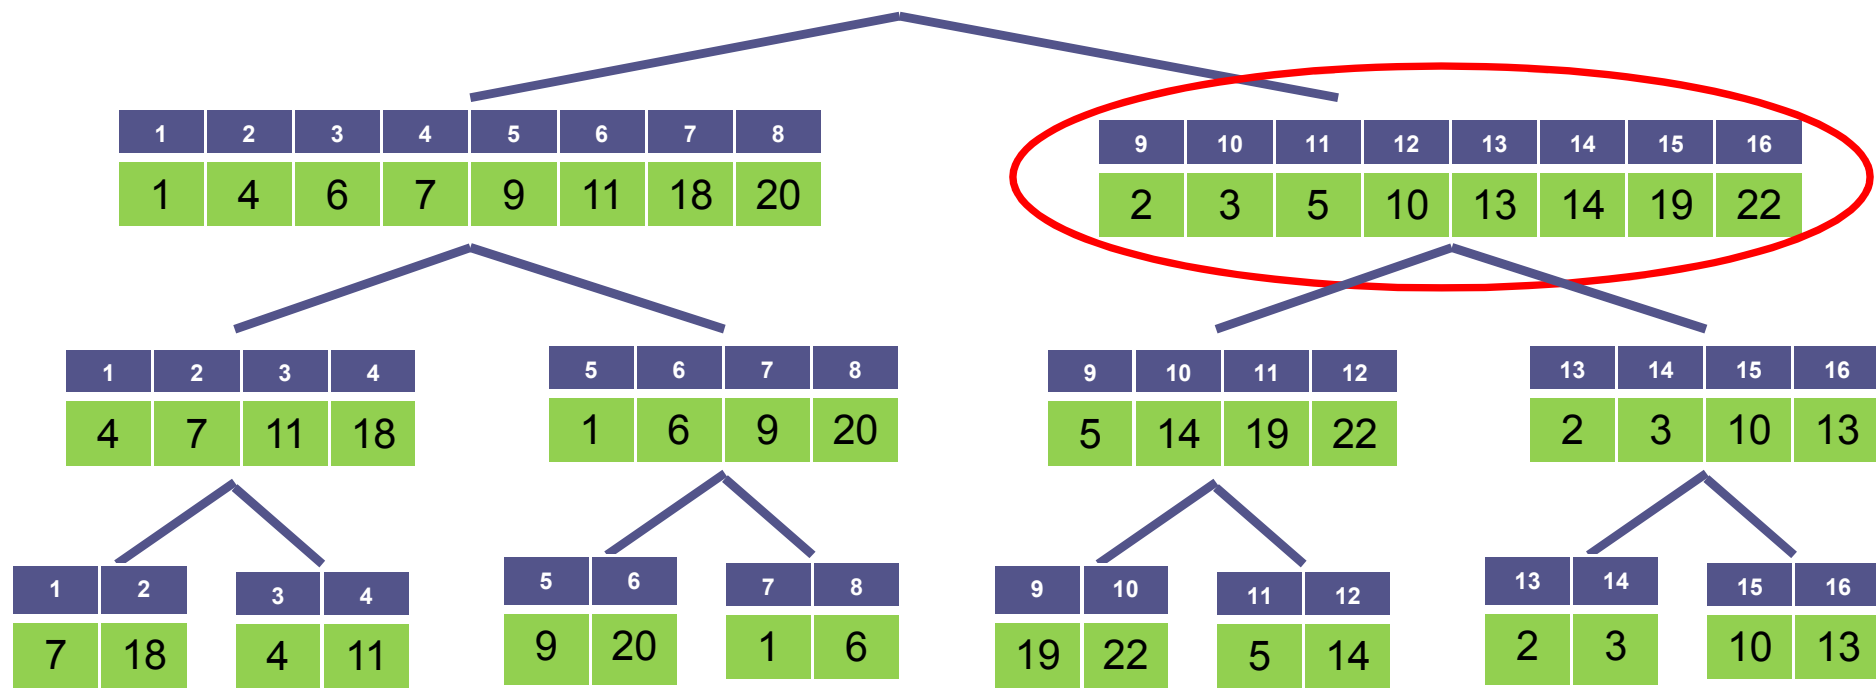 1 2 3 4 5 6 7 8
1 4 6 7 9 11 18 20
9 10 11 12 13 14 15 16
2 3 5 10 13 14 19 22
1 2 3 4
4 7 11 18
5 6 7 8
1 6 9 20
9 10 11 12
5 14 19 22
13 14 15 16
2 3 10 13
1 2
7 18
3 4
4 11
5 6
9 20
7 8
1 6
9 10
19 22
11 12
5 14
13 14
2 3
15 16
10 13